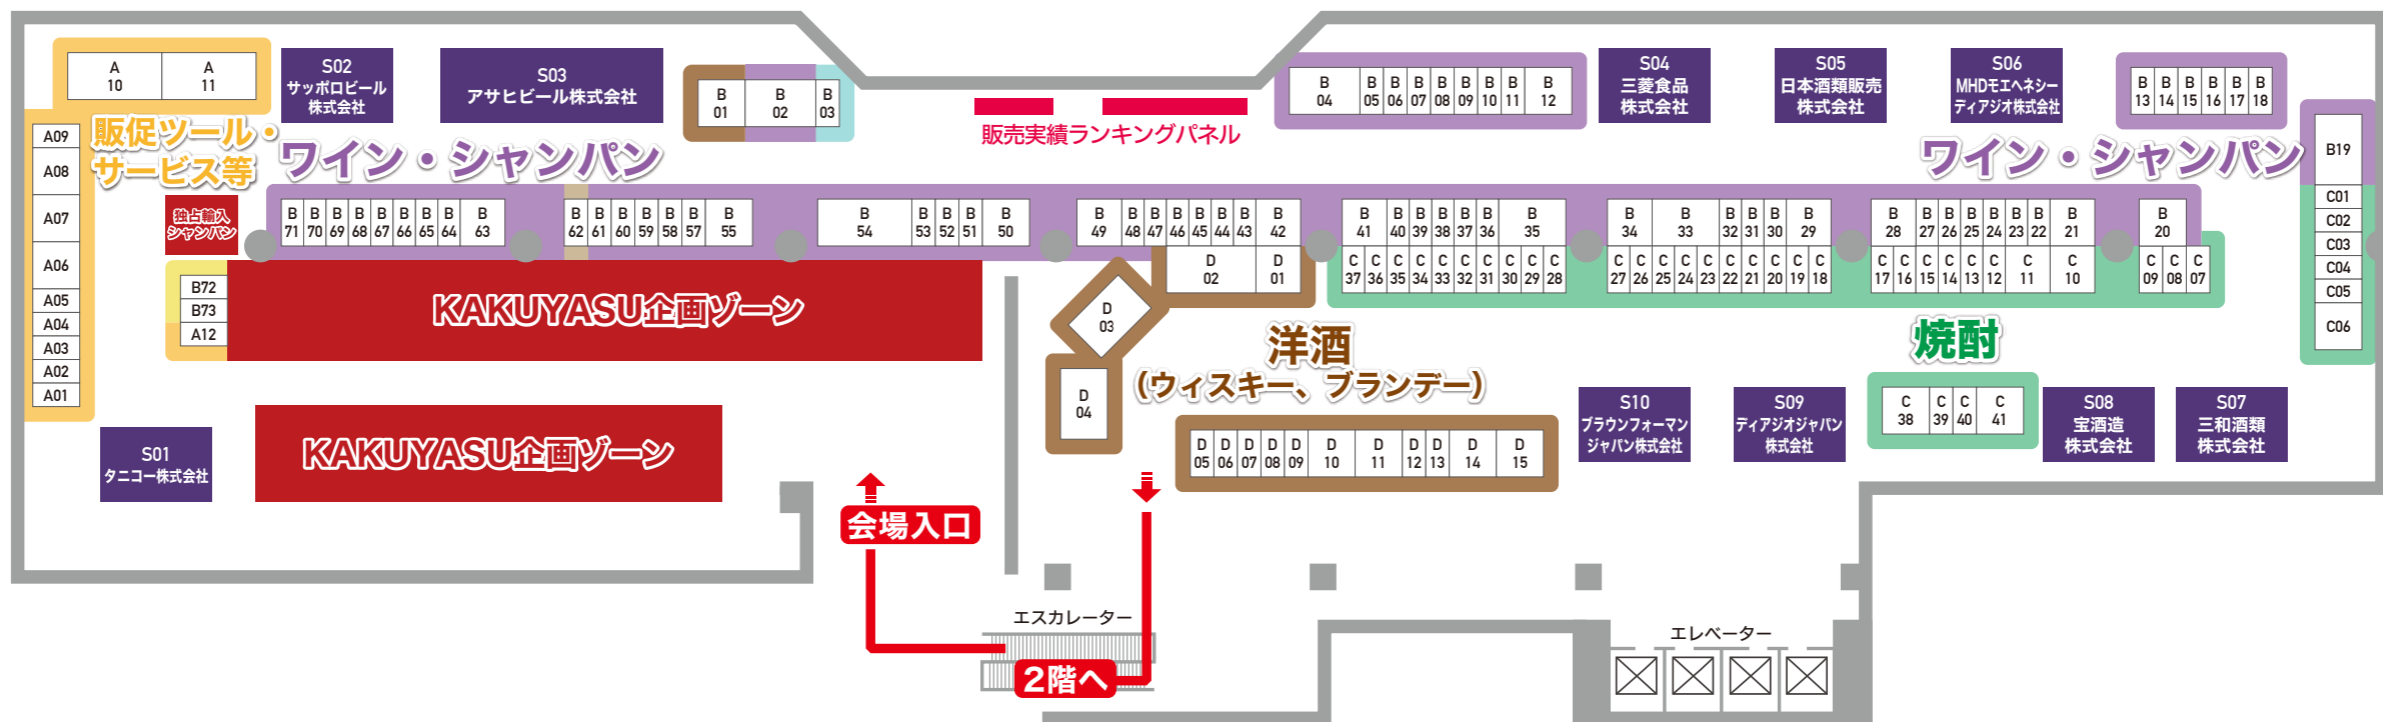 A
10
A
11
S02
サッポロビール
株式会社
S03
アサヒビール株式会社
B
01
B
02
B
03
販売実績ランキングパネル
B
04
B
05
B
06
B
07
B
08
B
09
B
10
B
11
B
12
S04
三菱食品
株式会社
S05
日本酒類販売
株式会社
S06
MHDモエヘネシー
ディアジオ株式会社
B
13
B
14
B
15
B
16
B
17
B
18
A09
A08
A07
A06
A05
A04
A03
A02
A01
販促ツール・
サービス等
ワイン・シャンパン
ワイン・シャンパン
B19
C01
C02
C03
C04
C05
C06
独占輸入
シャンパン
B
71
B
70
B
69
B
68
B
67
B
66
B
65
B
64
B
63
B
62
B
61
B
60
B
59
B
58
B
57
B
55
B
54
B
53
B
52
B
51
B
50
B
49
B
48
B
47
B
46
B
45
B
44
B
43
B
42
B
41
B
40
B
39
B
38
B
37
B
36
B
35
B
34
B
33
B
32
B
31
B
30
B
29
B
28
B
27
B
26
B
25
B
24
B
23
B
22
B
21
B
20
D
02
D
01
C
37
C
36
C
35
C
34
C
33
C
32
C
31
C
30
C
29
C
28
C
27
C
26
C
25
C
24
C
23
C
22
C
21
C
20
C
19
C
18
C
17
C
16
C
15
C
14
C
13
C
12
C
11
C
10
C
09
C
08
C
07
B72
B73
A12
KAKUYASU企画ゾーン
D
03
洋酒
(ウィスキー、ブランデー)
焼酎
D
04
KAKUYASU企画ゾーン
S01
タニコー株式会社
D
05
D
06
D
07
D
08
D
09
D
10
D
11
D
12
D
13
D
14
D
15
S10
ブラウンフォーマン
ジャパン株式会社
S09
ディアジオジャパン
株式会社
C
38
C
39
C
40
C
41
S08
宝酒造
株式会社
S07
三和酒類
株式会社
会場入口
エスカレーター
2階へ
エレベーター